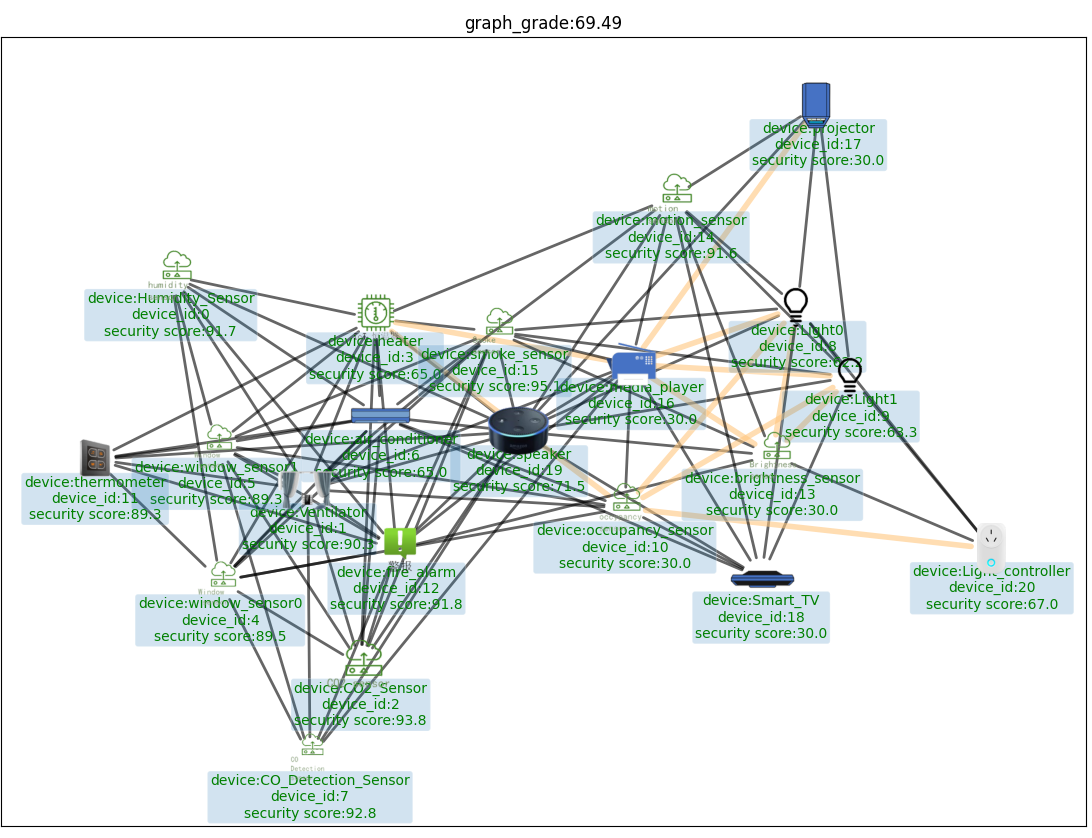 graph_grade:69.49
device:projector
device_id:17
security score:30.0
motion
device:motion_sensor
device_id:14
security score:91.6
humidity
device:Humidity_Sensor
device_id:0
security score:91.7
device:heater
device_id:3
security score:65.0
smoke
device:smoke_sensor
device_id:15
security score:95.1
device:Light0
device_id:8
security score:62.2
device:media_player
device_id:16
security score:30.0
device:Light1
device_id:9
security score:63.3
device:air_conditioner
device_id:6
security score:65.0
device:speaker
device_id:19
security score:71.5
Window
device:window_sensor1
device_id:5
security score:89.3
device:thermometer
device_id:11
security score:89.3
Brightness
device:brightness_sensor
device_id:13
security score:30.0
device:ventilator
device_id:1
occupancy
device:occupancy_sensor
device_id:10
security score:30.0
警报
device:fire_alarm
device_id:12
security score:91.8
device:Light_controller
device_id:20
security score:67.0
Window
device:window_sensor0
device_id:4
security score:89.5
device:Smart_TV
device_id:18
security score:30.0
device:CO2_Sensor
device_id:2
security score:93.8
CO
Detection
device:CO_Detection_Sensor
device_id:7
security score:92.8